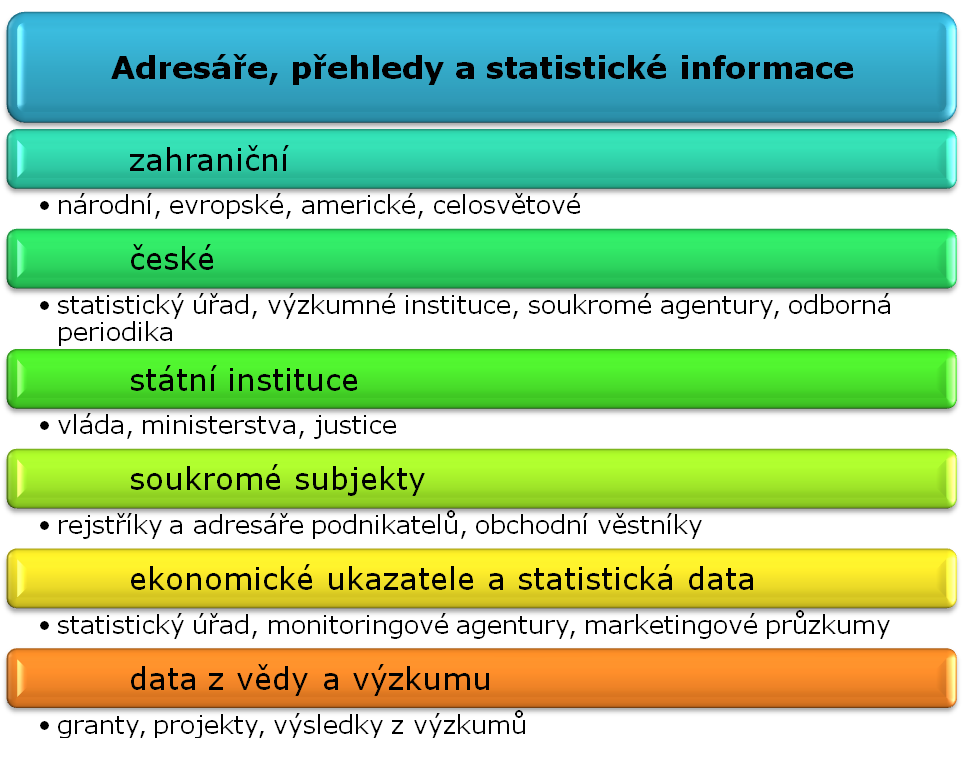 Adresáře, přehledy a statistické informace
zahraniční
• národní, evropské, americké, celosvětové
české
• statistický úřad, výzkumné instituce, soukromé agentury, odborná
periodika
státní instituce
• vláda, ministerstva, justice
soukromé subjekty
• rejstříky a adresáře podnikatelů, obchodní věstníky
ekonomické ukazatele a statistická data
• statistický úřad, monitoringové agentury, marketingové průzkumy
data z vědy a výzkumu
• granty, projekty, výsledky z výzkumů